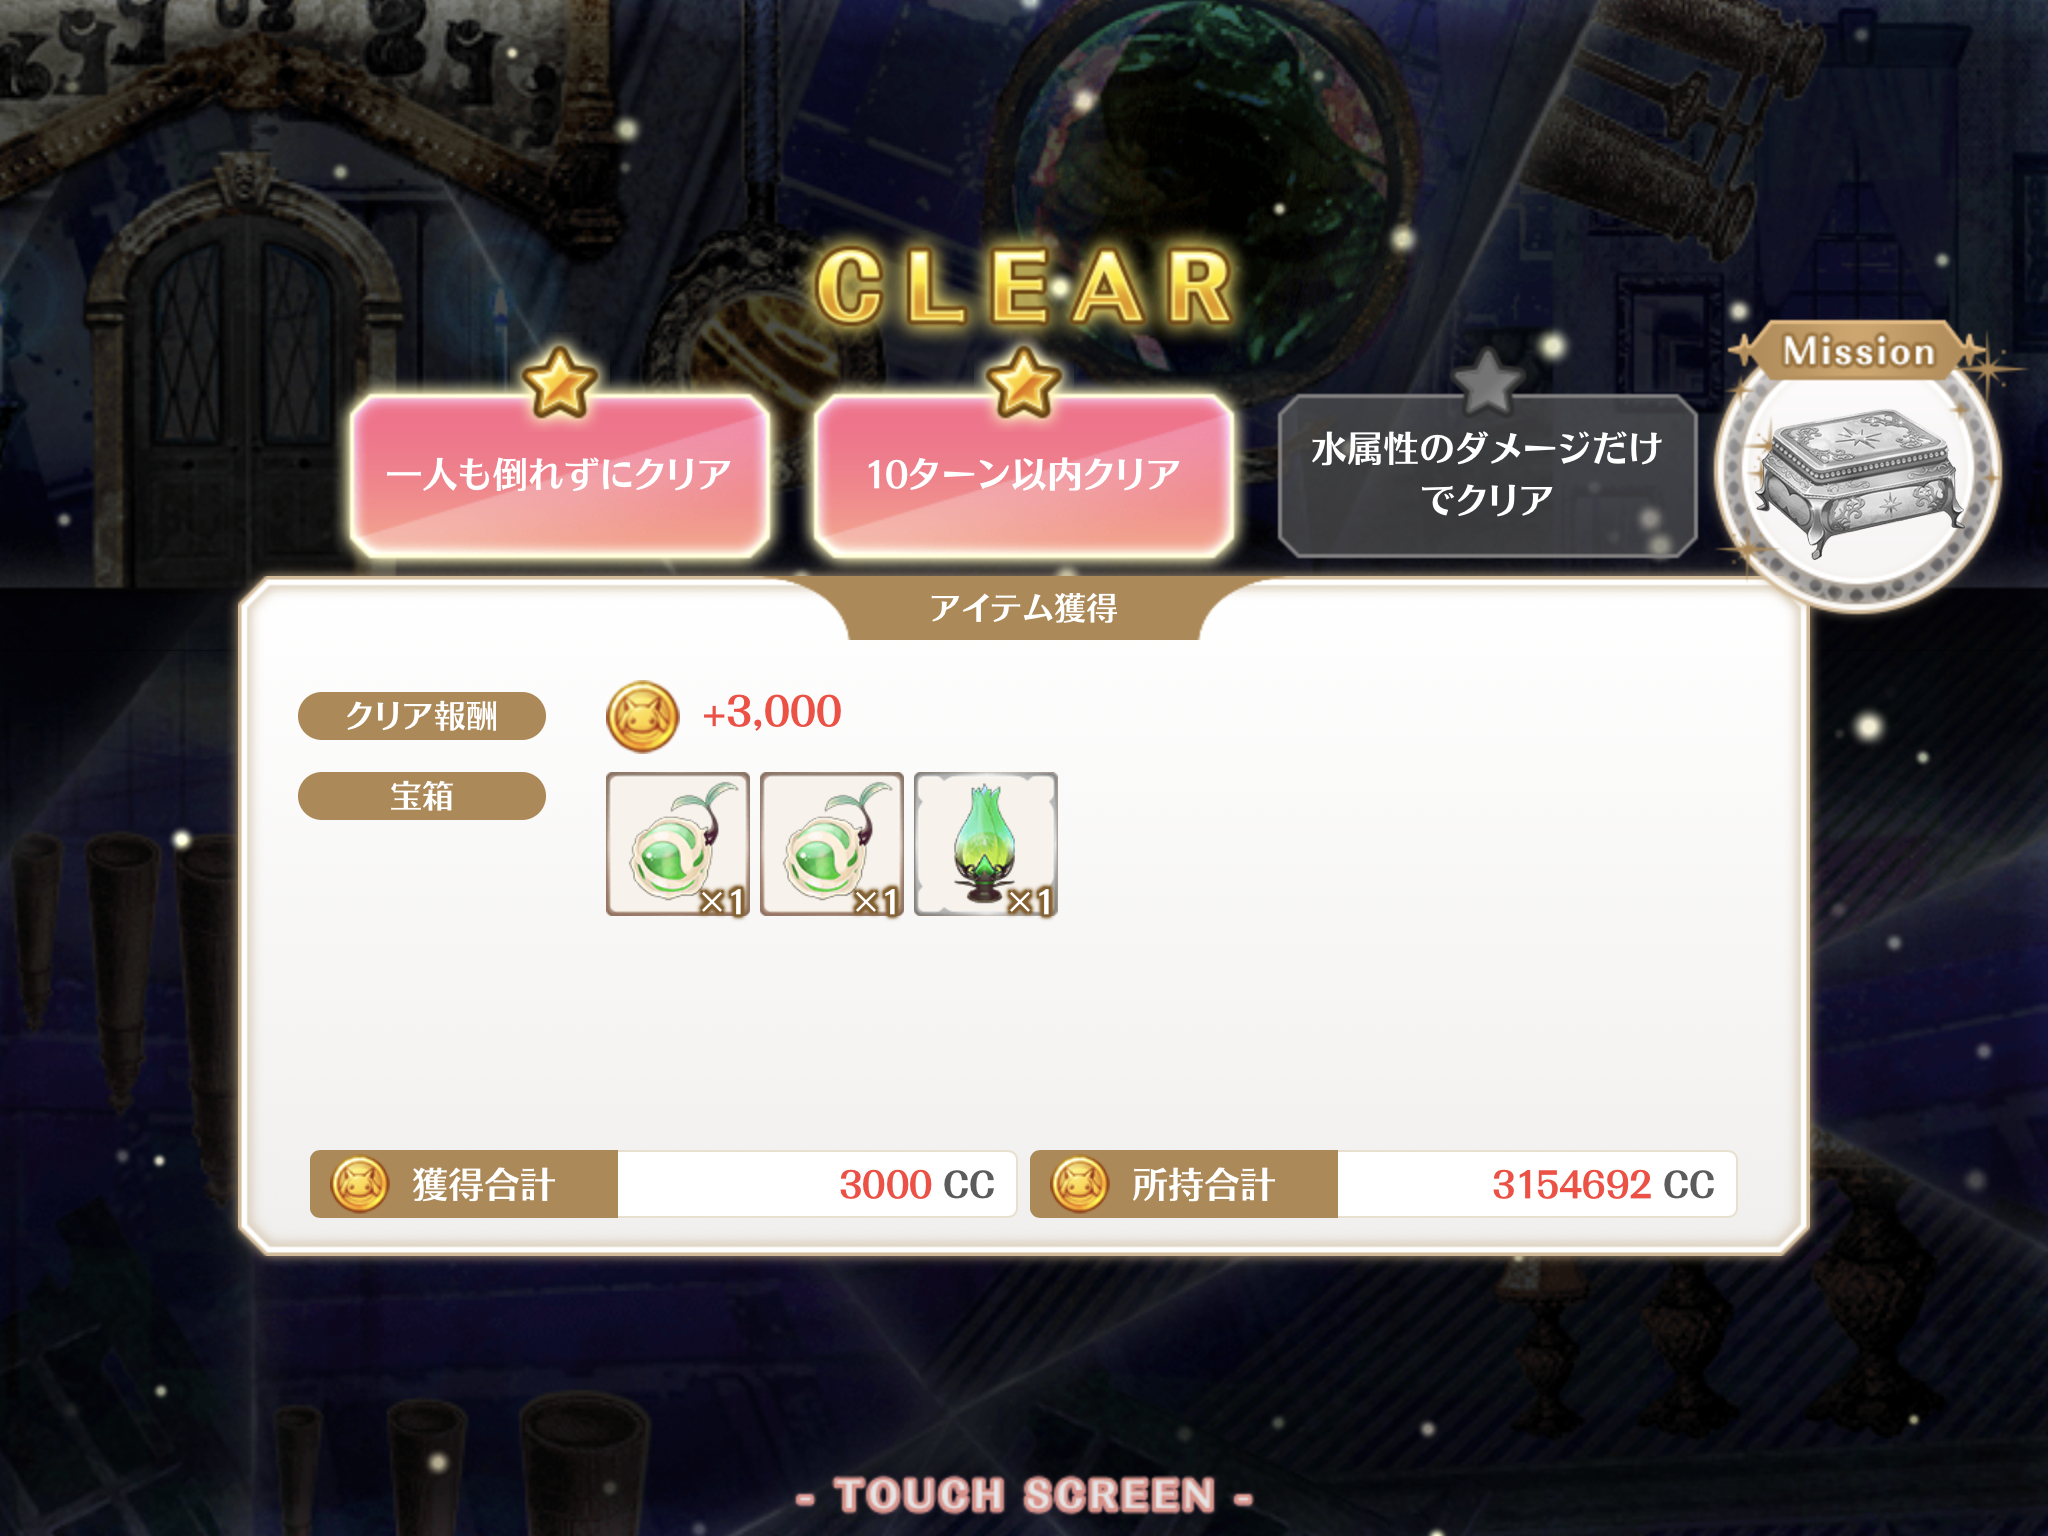 CLEAR
Mission
一人も倒れずにクリア
10ターン以内クリア
水属性のダメージだけ
でクリア
アイテム獲得
クリア報酬
+3,000
宝箱
×1
×1
×1
獲得合計
3000 CC
所持合計
3154692 CC
- TOUCH SCREEN -